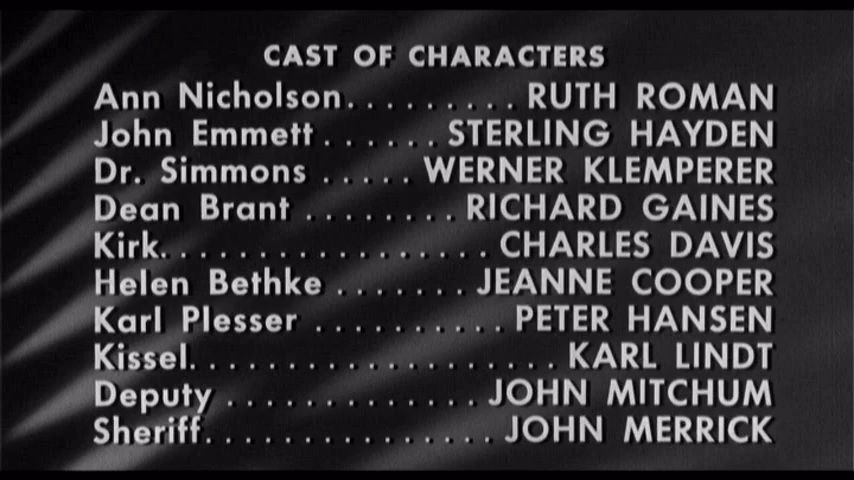 CAST OF CHARACTERS
Ann Nicholson.........RUTH ROMAN
John Emmett......STERLING HAYDEN
Dr. Simmons.....WERNER KLEMPERER
Dean Brant........RICHARD GAINES
Kirk..................CHARLES DAVIS
Helen Bethke.......JEANNE COOPER
Karl Plesser..........PETER HANSEN
Kissel....................KARL LINDT
Deputy..............JOHN MITCHUM
Sheriff................JOHN MERRICK